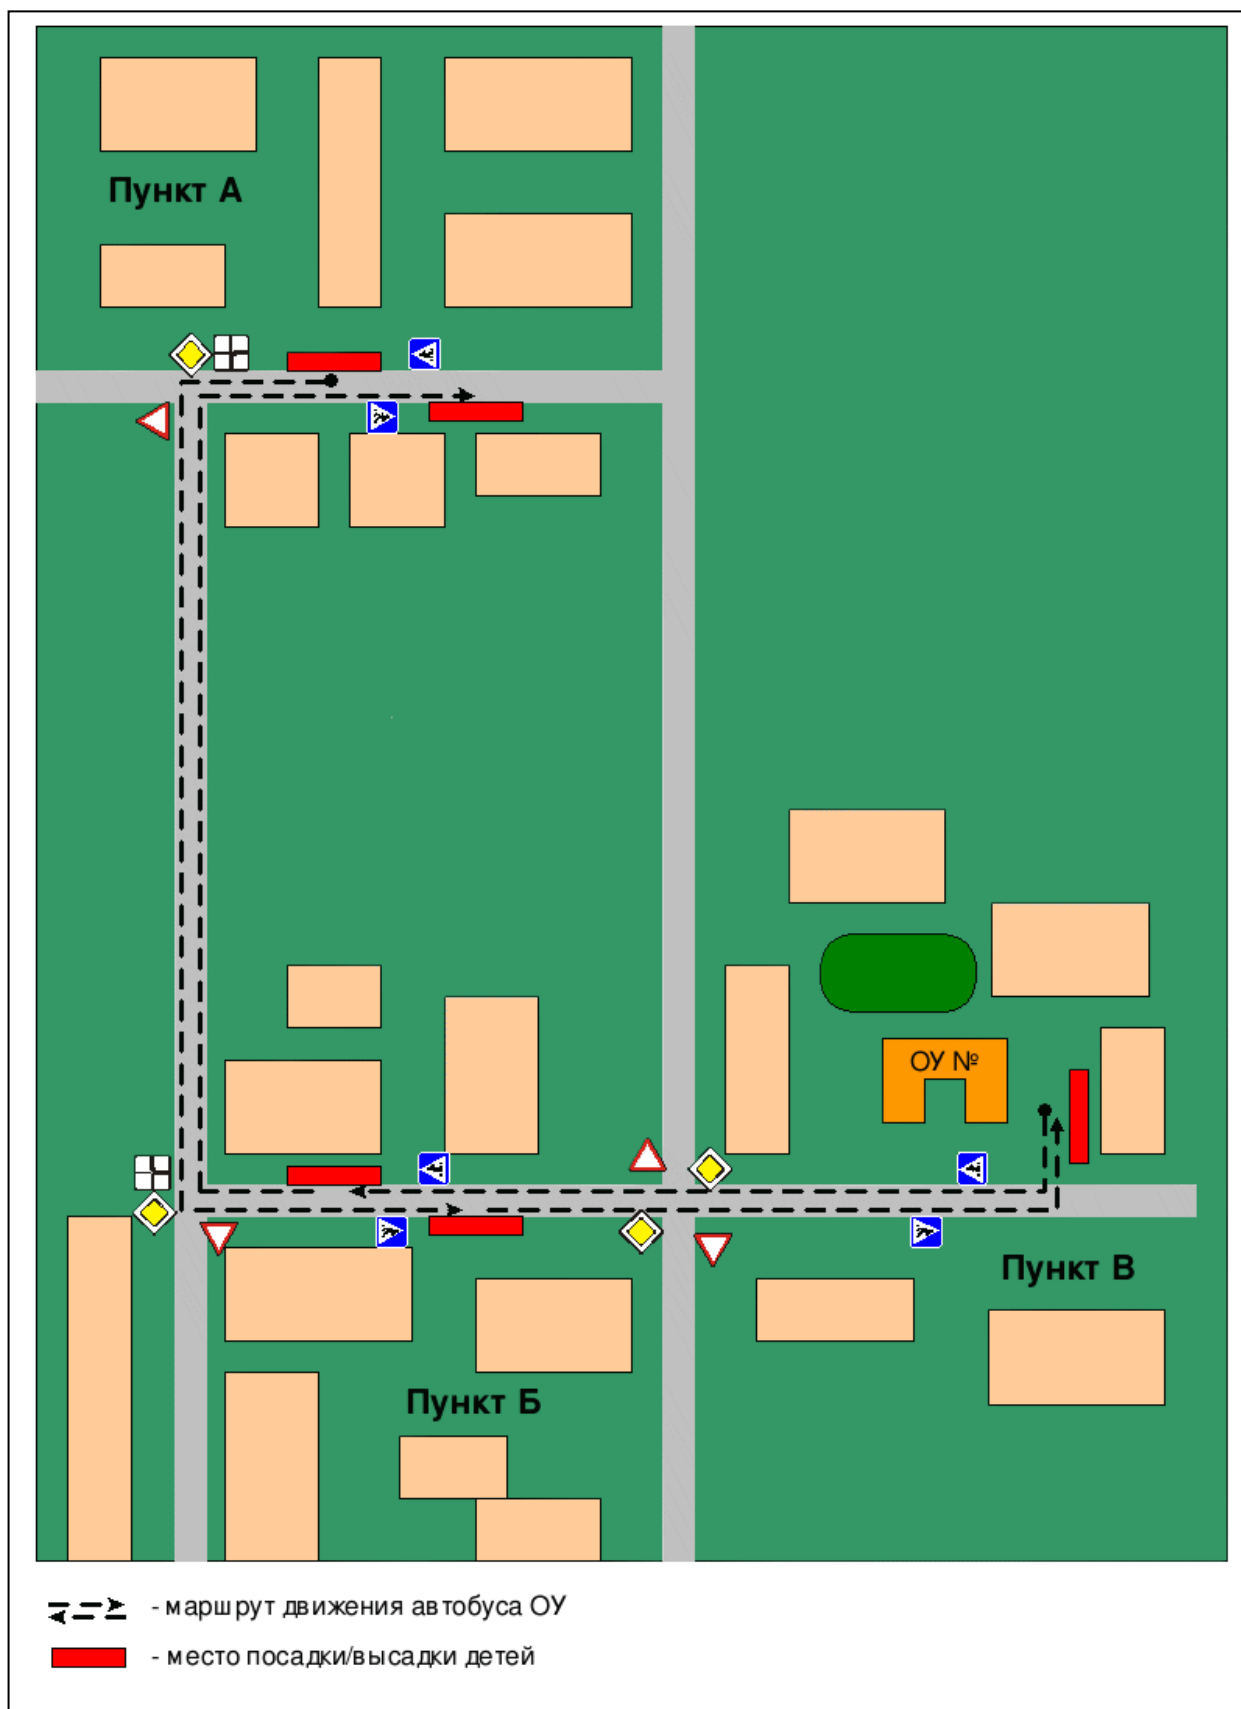 Пункт А
ОУ №
Пункт В
Пункт Б
- маршрут движения автобуса ОУ
- место посадки/высадки детей